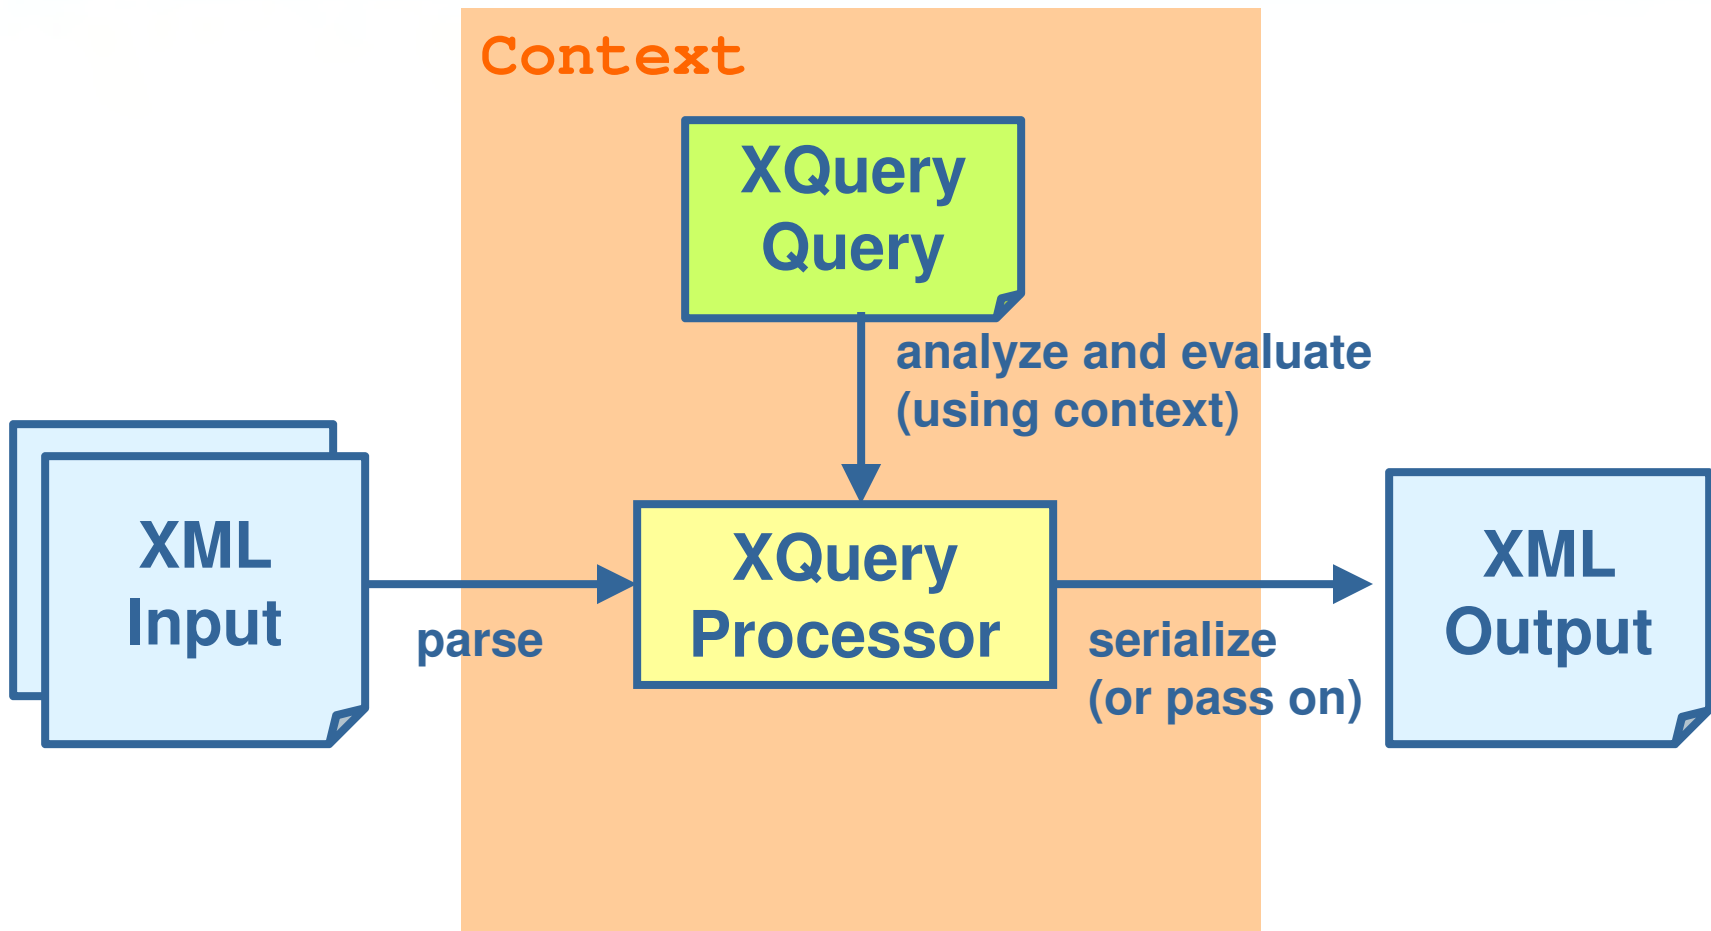 Context
XQuery
Query
analyze and evaluate
(using context)
XML
Input
parse
XQuery
Processor
serialize
(or pass on)
XML
Output